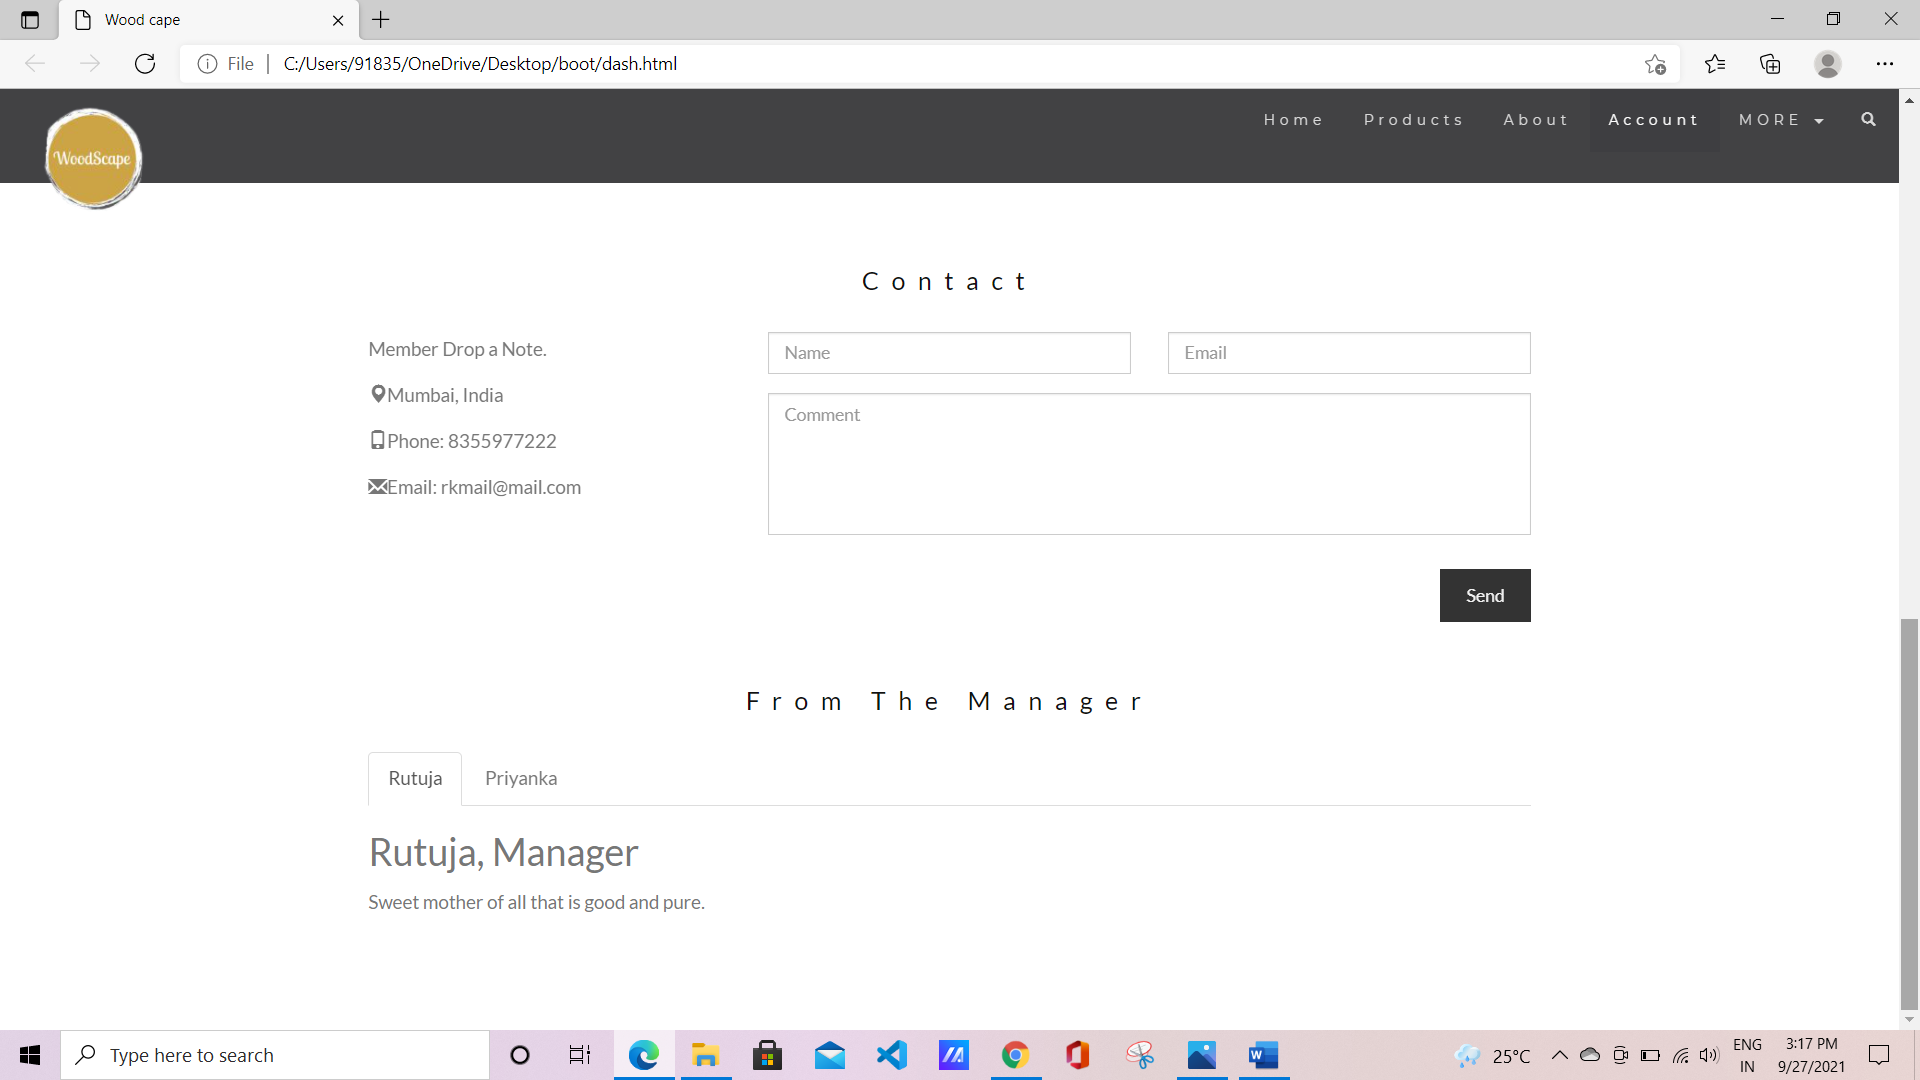 Wood cape
File
C:/Users/91835/OneDrive/Desktop/boot/dash.html
WoodScape
Home Products About Account MORE
Contact
Member Drop a Note.
Name Email
Mumbai, India
Comment
Phone: 8355977222
Email: rkmail@mail.com
Send
From The Manager
Rutuja Priyanka
Rutuja, Manager
Sweet mother of all that is good and pure.
Type here to search
25°C
ENG
IN
3:17 PM
9/27/2021